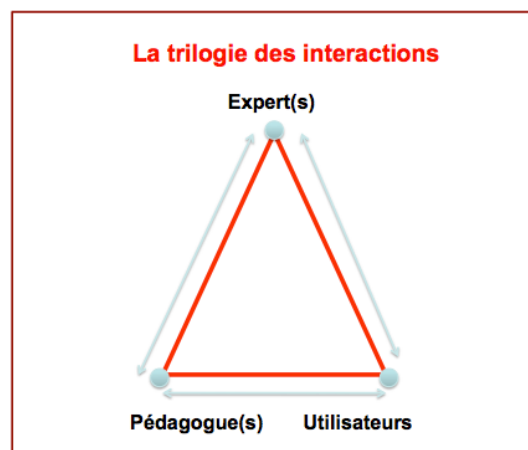 La trilogie des interactions
Expert(s)
Pédagogue(s) Utilisateurs